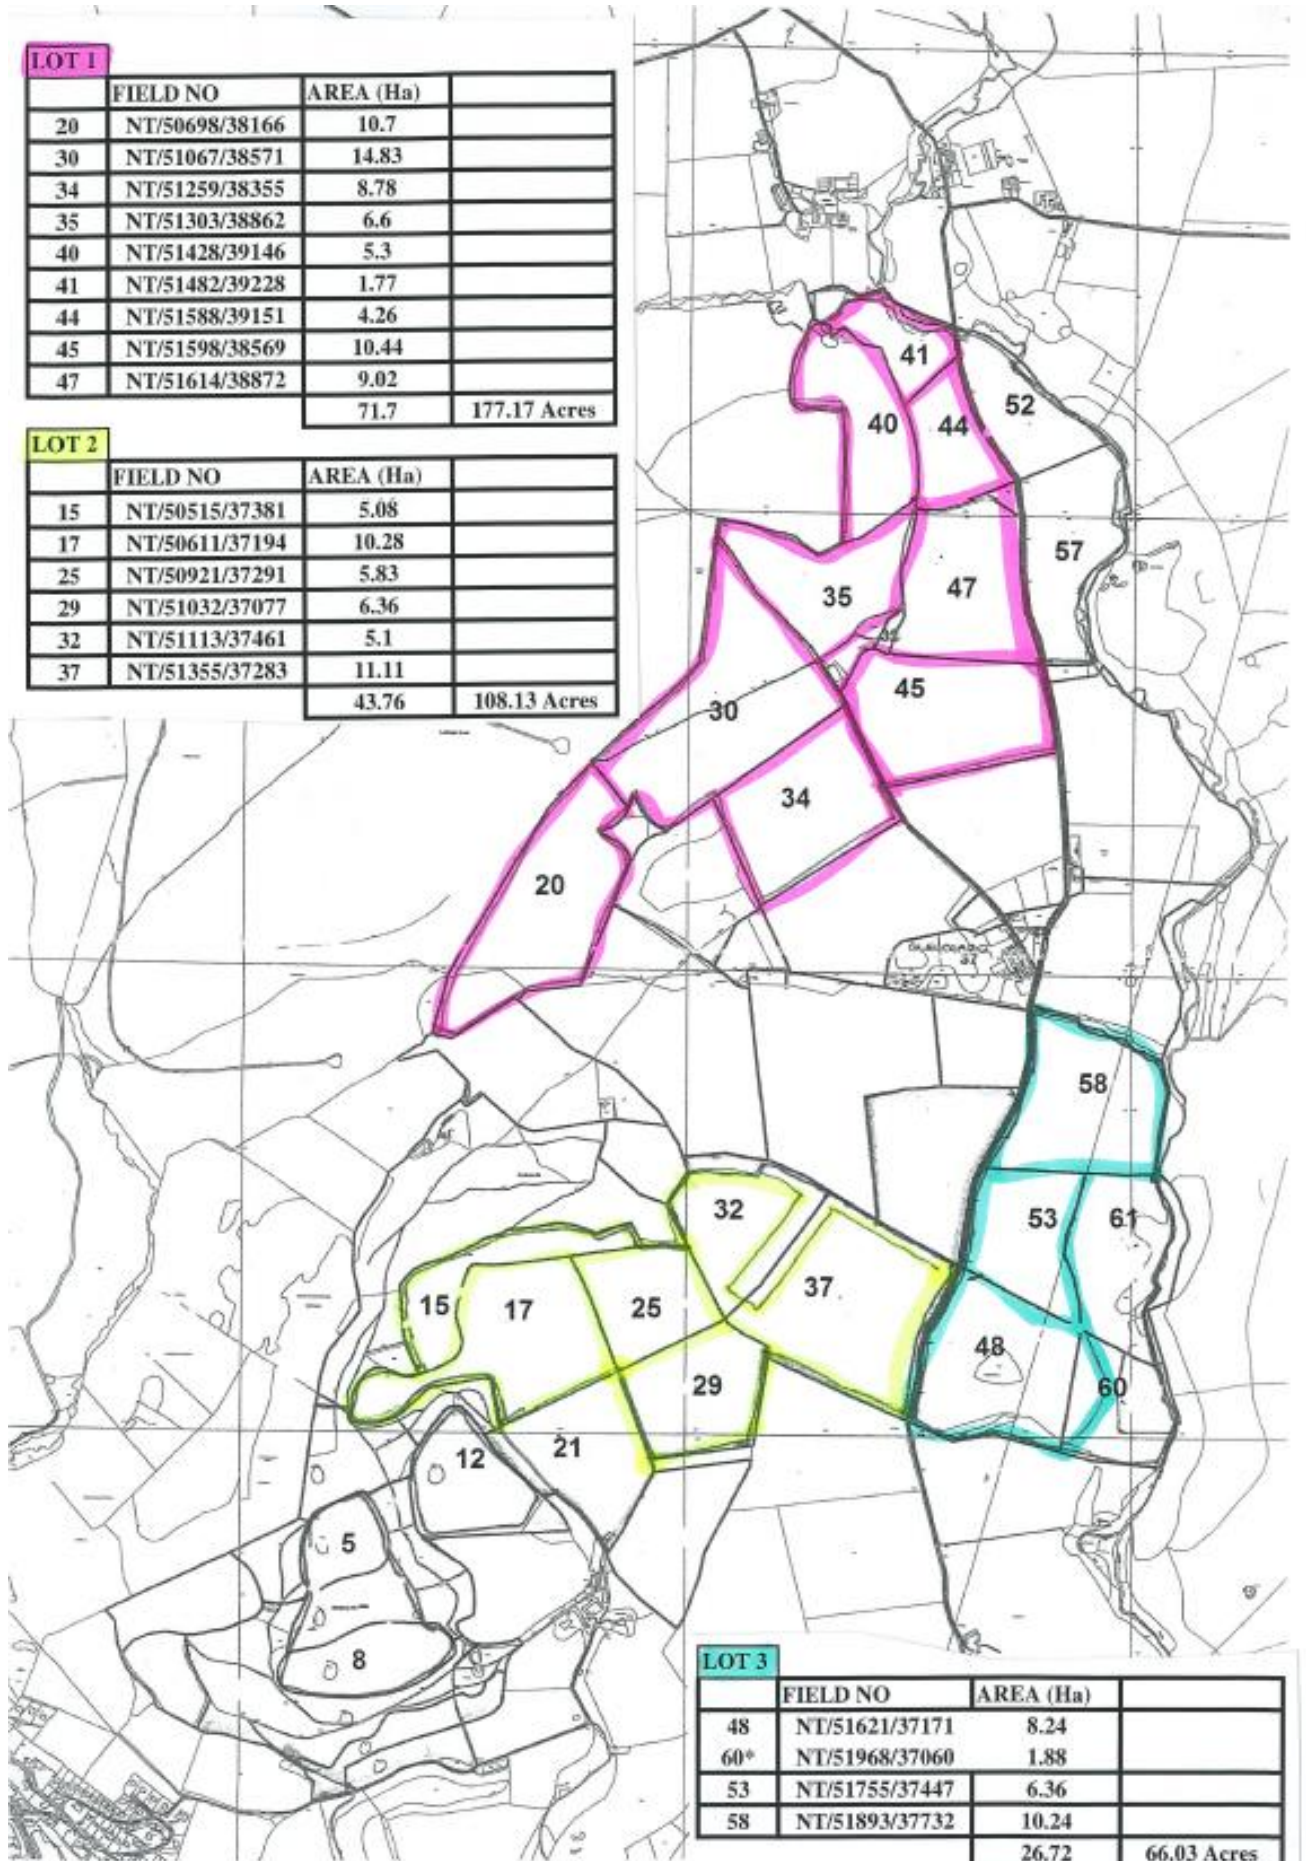 LOT 1
FIELD NO AREA (Ha)
20 NT/50698/38166 10.7
30 NT/51067/38571 14.83
34 NT/51259/38355 8.78
35 NT/51303/38862 6.6
40 NT/51428/39146 5.3
41 NT/51482/39228 1.77
44 NT/51588/39151 4.26
45 NT/51598/38569 10.44
47 NT/51614/38872 9.02
71.7 177.17 Acres
LOT 2
FIELD NO AREA (Ha)
15 NT/50515/37381 5.08
17 NT/50611/37194 10.28
25 NT/50921/37291 5.83
29 NT/51032/37077 6.36
32 NT/51113/37461 5.1
37 NT/51355/37283 11.11
43.76 108.13 Acres
41
52
40
44
57
47
35
45
30
34
20
58
32
53
61
37
15
17
25
48
29
60
21
12
5
8
LOT 3
FIELD NO AREA (Ha)
48 NT/51621/37171 8.24
60* NT/51968/37060 1.88
53 NT/51755/37447 6.36
58 NT/51893/37732 10.24
26.72 66.03 Acres